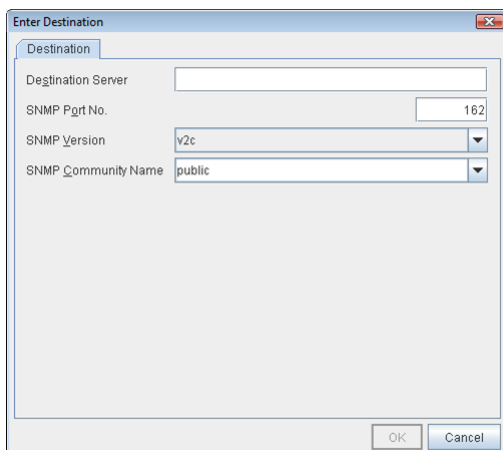 Enter Destination
Destination
Destination Server
SNMP Port No. 162
SNMP Version v2c
SNMP Community Name public
OK Cancel